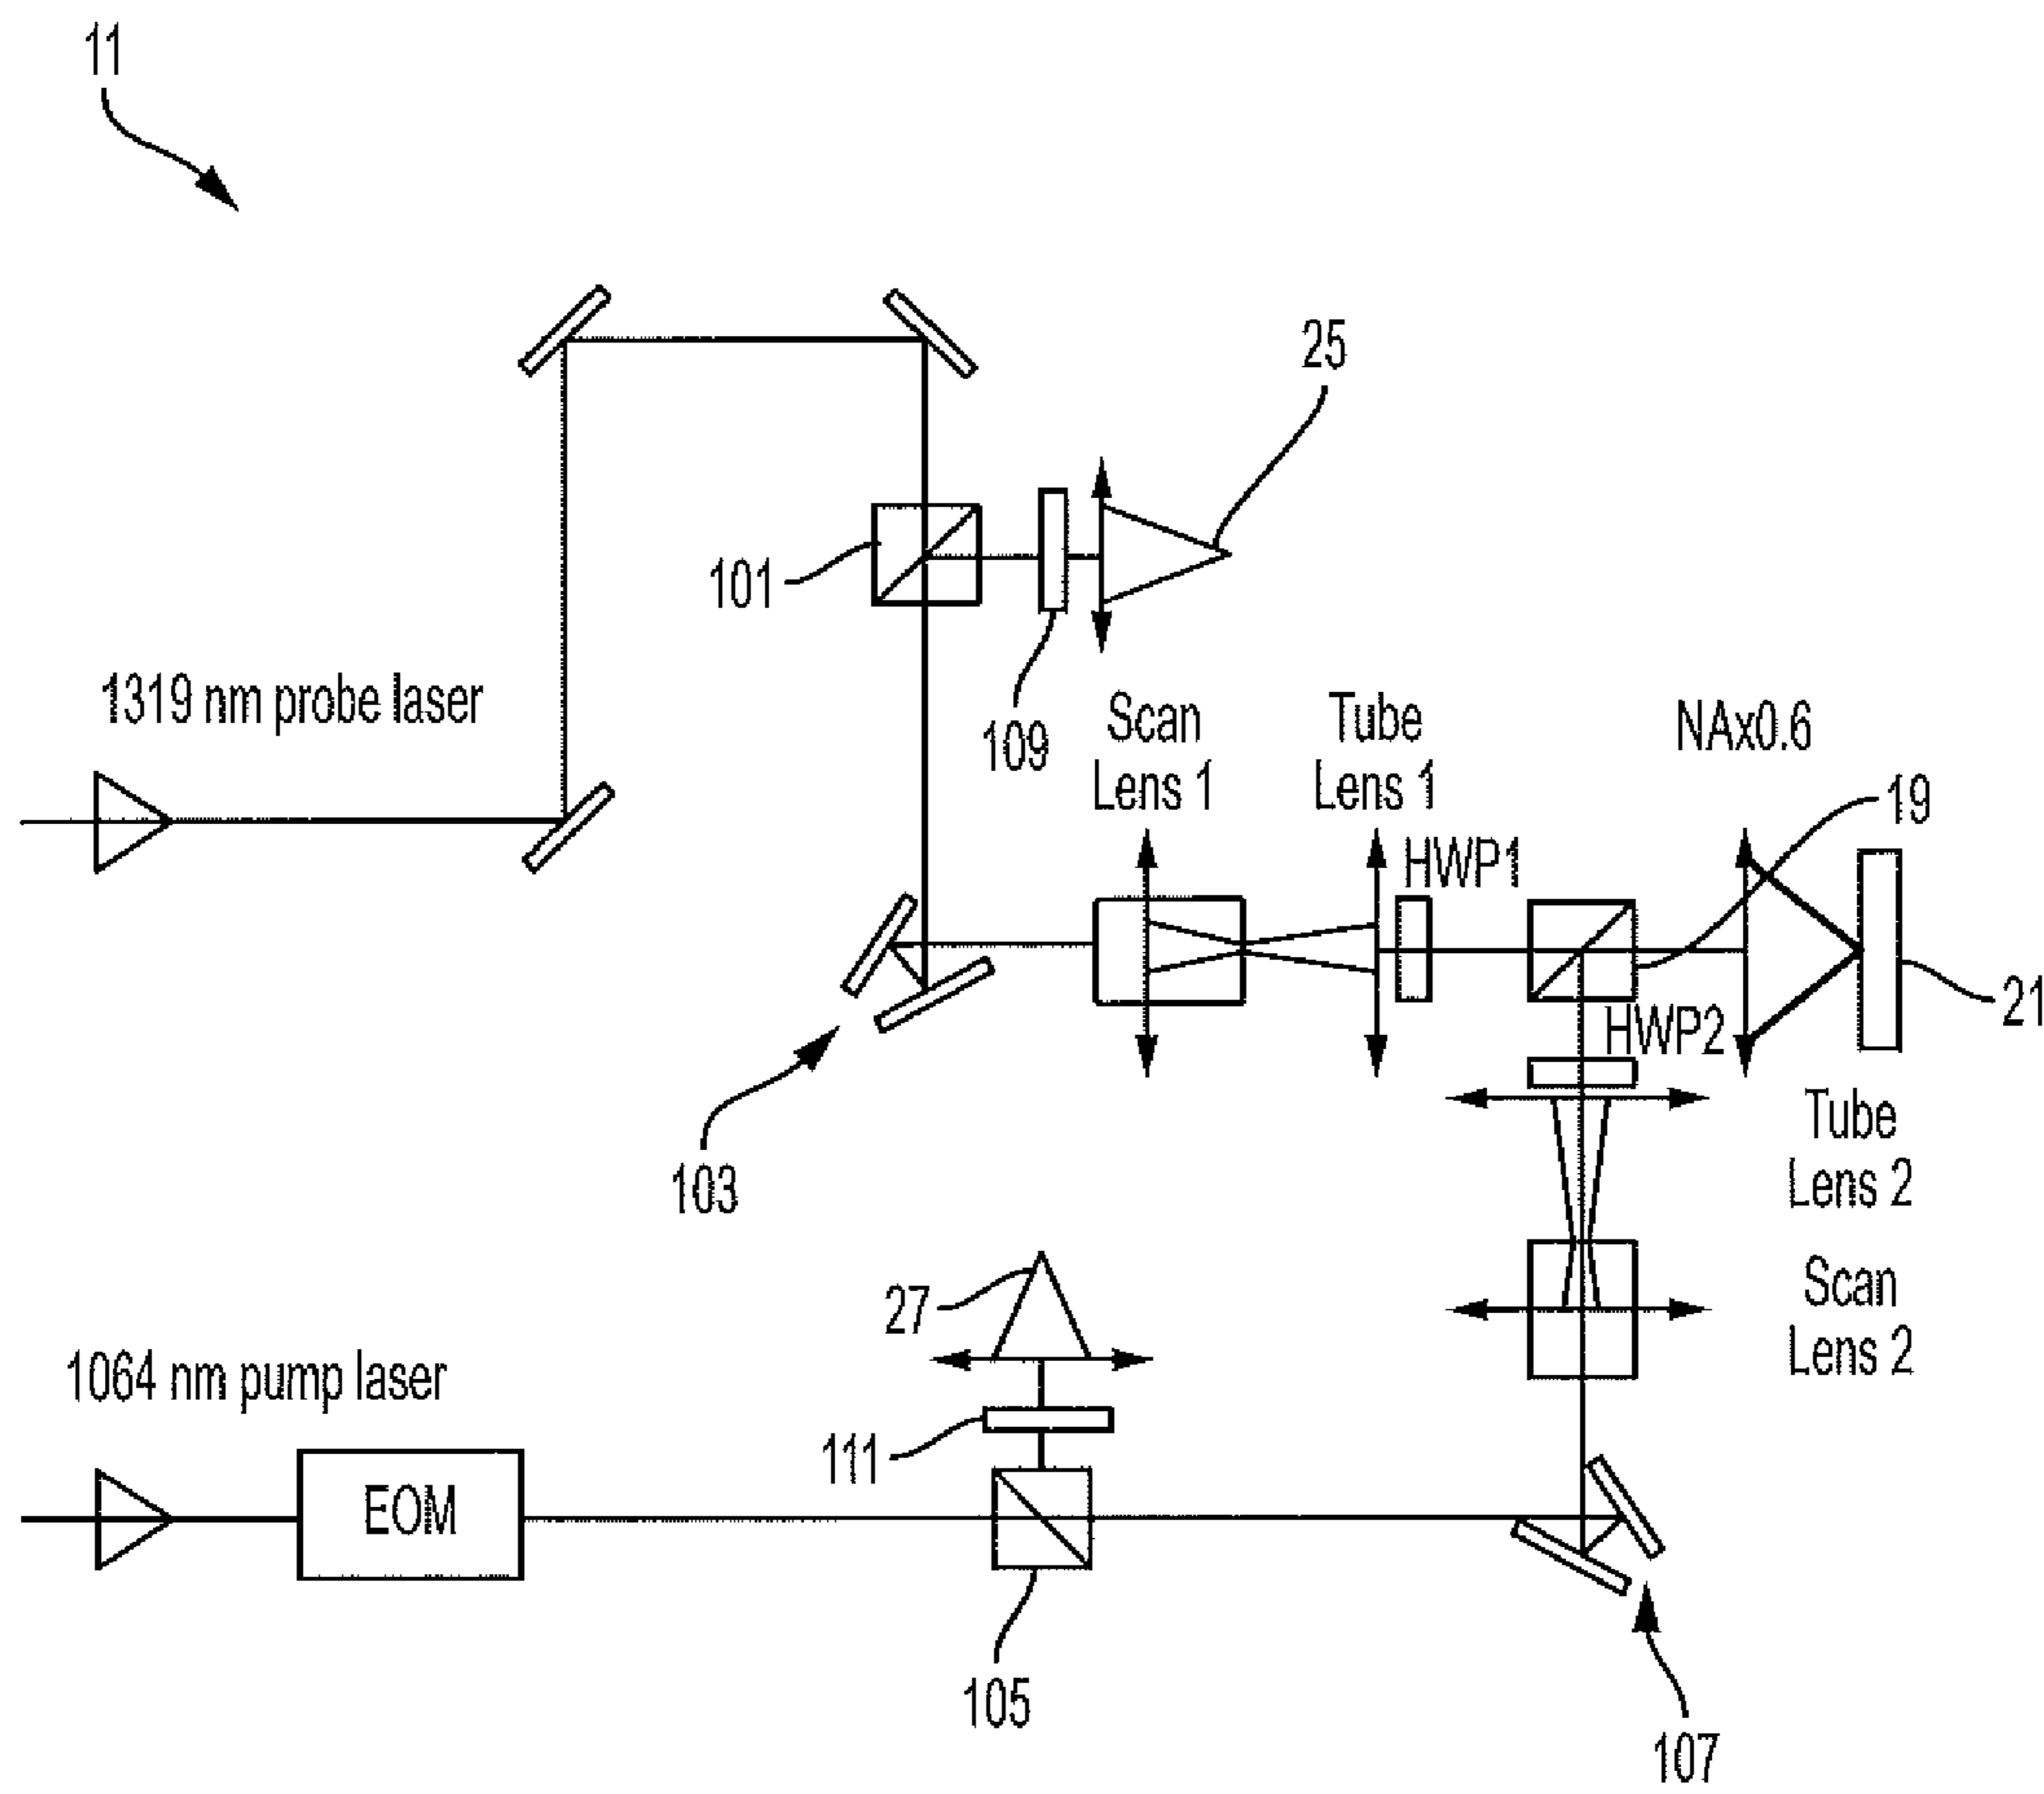 11
25
101
1319 nm probe laser
109
Scan
Lens 1
Tube
Lens 1
NAx0.6
HWP1
19
21
HWP2
103
Tube
Lens 2
27
Scan
Lens 2
1064 nm pump laser
111
EOM
105
107